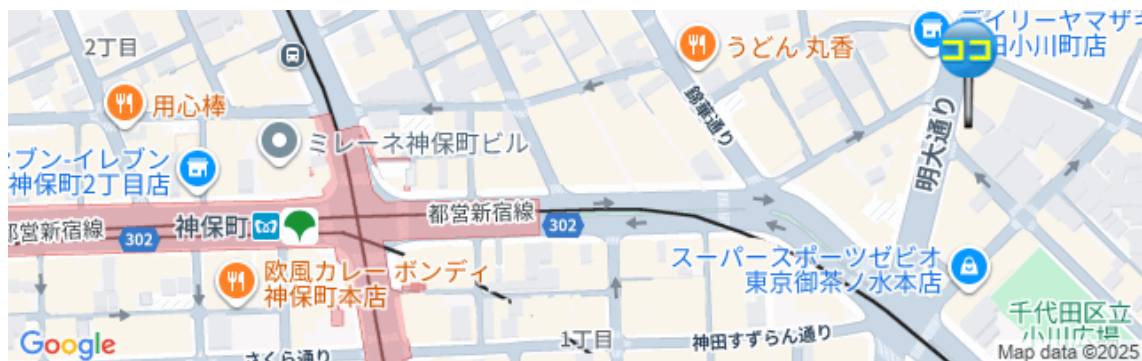 2丁目
用心棒
ミレーネ神保町ビル
うどん 丸香
デイリーヤマザキ
田小川町店
ココ
錦華通り
明大通り
セブン-イレブン
神保町2丁目店
都営新宿線
302
神保町
都営新宿線
302
欧風カレー ボンディ
神保町本店
スーパースポーツゼビオ
東京御茶ノ水本店
千代田区立
小川広場
1丁目
神田すずらん通り
さくら通り
Google
Map data ©2025